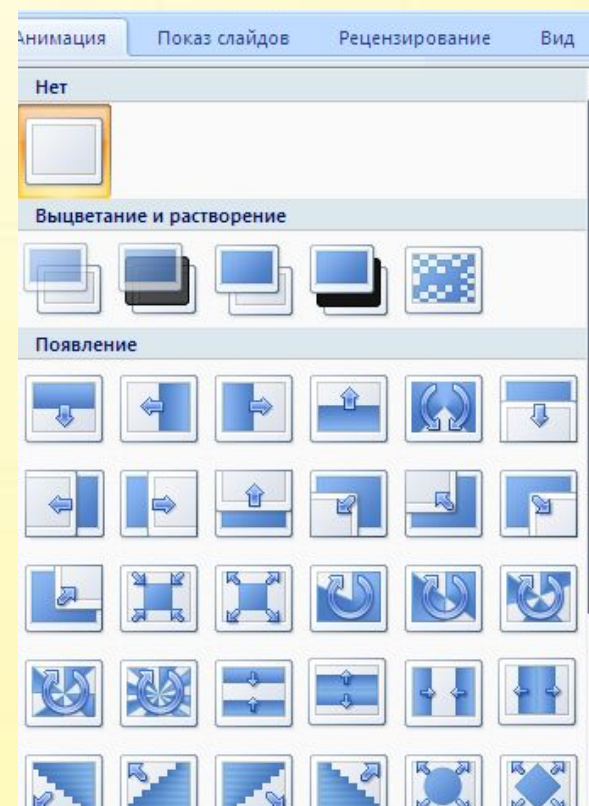 Анимация Показ слайдов Рецензирование Вид
Нет
Выцветание и растворение
Появление